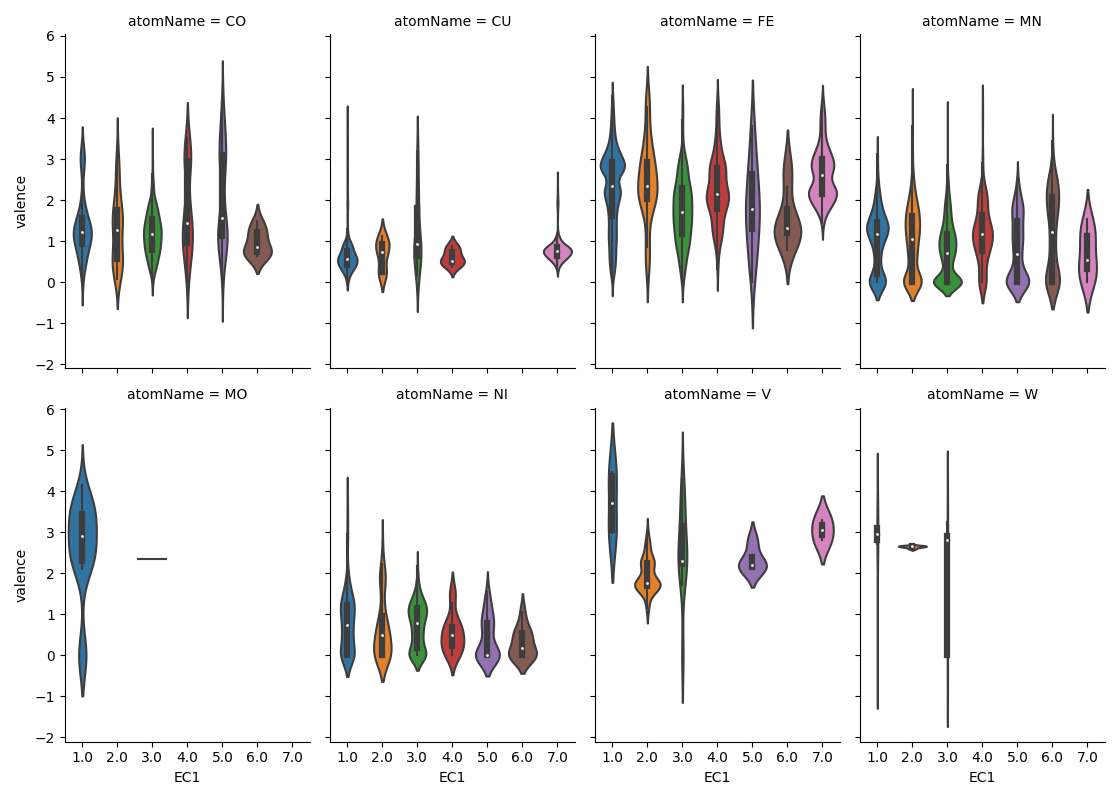 atomName = CO
atomName = CU
atomName = FE
atomName = MN
6
5
4
3
2
1
0
−1
−2
valence
atomName = MO
atomName = NI
atomName = V
atomName = W
6
5
4
3
2
1
0
−1
−2
valence
1.0 2.0 3.0 4.0 5.0 6.0 7.0
1.0 2.0 3.0 4.0 5.0 6.0 7.0
1.0 2.0 3.0 4.0 5.0 6.0 7.0
1.0 2.0 3.0 4.0 5.0 6.0 7.0
EC1
EC1
EC1
EC1